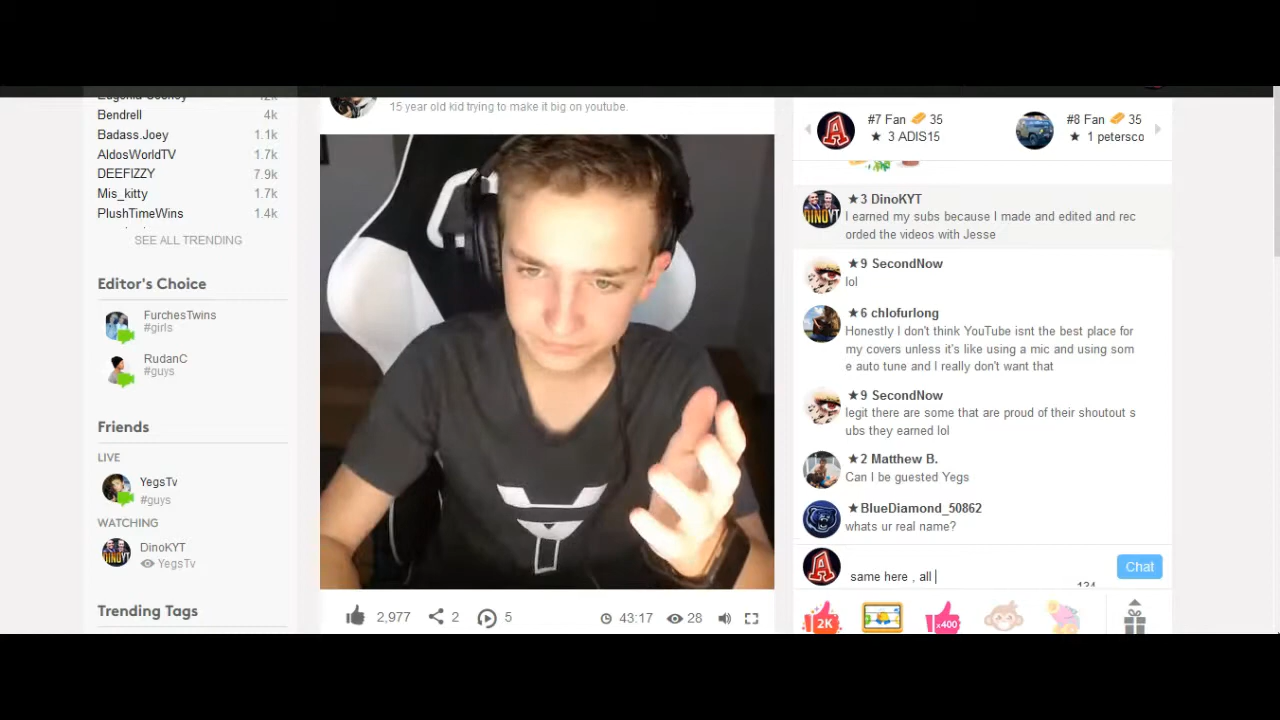 Bendrell 4k
Badass.Joey 1.1k
AldosWorldTV 1.7k
DEEFIZZY 7.9k
Mis_kitty 1.7k
PlushTimeWins 1.4k
SEE ALL TRENDING
Editor's Choice
FurchesTwins
#girls
RudanC
#guys
Friends
LIVE
YegsTv
#guys
WATCHING
DinoKYT
YegsTv
Trending Tags
15 year old kid trying to make it big on youtube.
2,977 2 5 43:17 28
#7 Fan 35
★ 3 ADIS15
#8 Fan 35
★ 1 petersco
★3 DinoKYT
I earned my subs because I made and edited and rec
orded the videos with Jesse
★9 SecondNow
lol
★6 chlofurlong
Honestly I don't think YouTube isnt the best place for
my covers unless it's like using a mic and using som
e auto tune and I really don't want that
★9 SecondNow
legit there are some that are proud of their shoutout s
ubs they earned lol
★2 Matthew B.
Can I be guested Yegs
★BlueDiamond_50862
whats ur real name?
same here , all
Chat
2K
x400